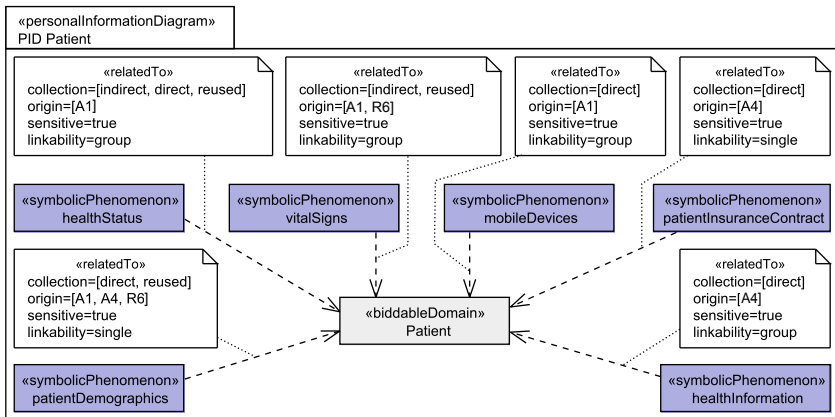 «personalInformationDiagram»
PID Patient
«relatedTo»
collection=[indirect, direct, reused]
origin=[A1]
sensitive=true
linkability=group
«relatedTo»
collection=[indirect, reused]
origin=[A1, R6]
sensitive=true
linkability=group
«relatedTo»
collection=[direct]
origin=[A1]
sensitive=true
linkability=group
«relatedTo»
collection=[direct]
origin=[A4]
sensitive=true
linkability=single
«symbolicPhenomenon»
healthStatus
«symbolicPhenomenon»
vitalSigns
«symbolicPhenomenon»
mobileDevices
«symbolicPhenomenon»
patientInsuranceContract
«relatedTo»
collection=[direct, reused]
origin=[A1, A4, R6]
sensitive=true
linkability=single
«biddableDomain»
Patient
«relatedTo»
collection=[direct]
origin=[A4]
sensitive=true
linkability=group
«symbolicPhenomenon»
patientDemographics
«symbolicPhenomenon»
healthInformation